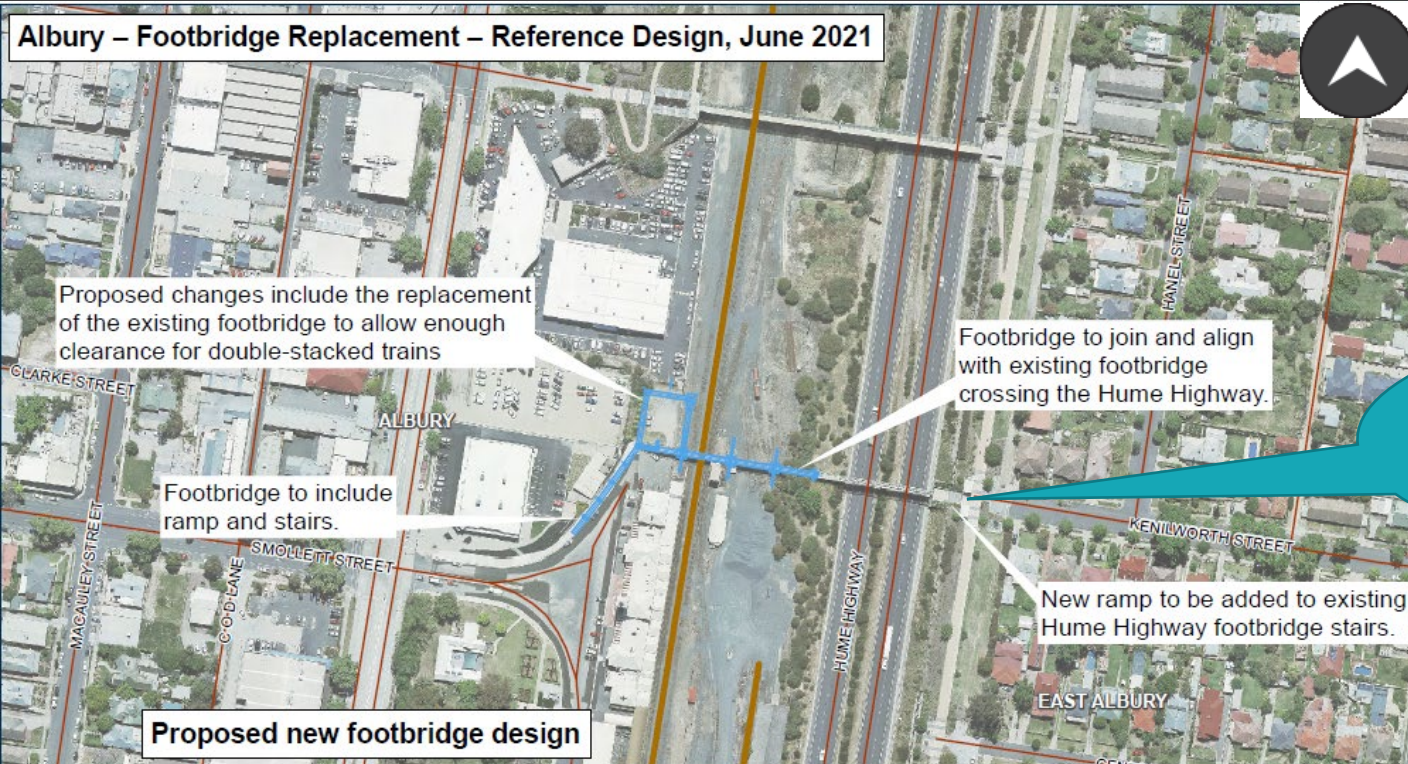 Albury – Footbridge Replacement – Reference Design, June 2021
HANEL STREET
Proposed changes include the replacement
of the existing footbridge to allow enough
clearance for double-stacked trains
Footbridge to join and align
with existing footbridge
crossing the Hume Highway.
CLARKE STREET
ALBURY
Footbridge to include
ramp and stairs.
MACAULEY STREET
SMOLLETT STREET
C O D LANE
KENILWORTH STREET
HUME HIGHWAY
New ramp to be added to existing
Hume Highway footbridge stairs.
EAST ALBURY
Proposed new footbridge design